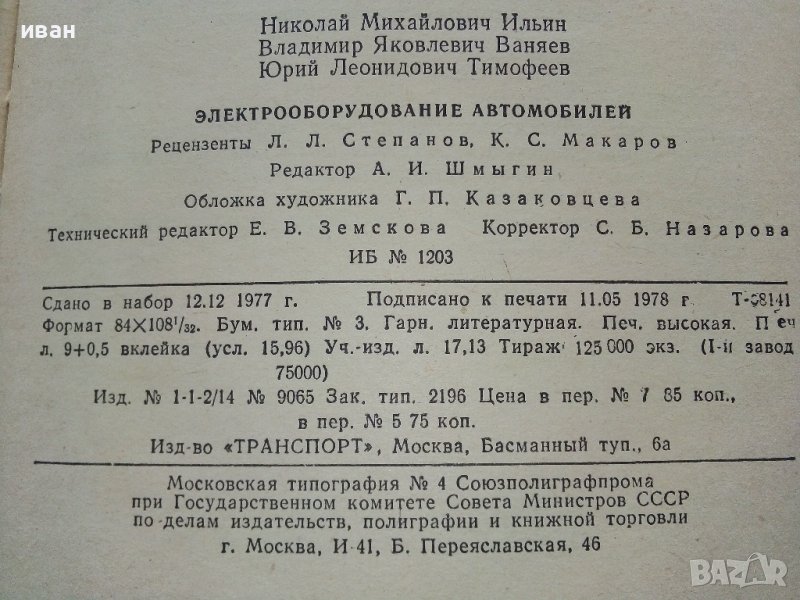 иван
Николай Михайлович Ильин
Владимир Яковлевич Ваняев
Юрий Леонидович Тимофеев
ЭЛЕКТРООБОРУДОВАНИЕ АВТОМОБИЛЕЙ
Рецензенты Л. Л. Степанов, К. С. Макаров
Редактор А. И. Шмыгин
Обложка художника Г. П. Казаковцева
Технический редактор Е. В. Земскова Корректор С. Б. Назарова
ИБ № 1203
Сдано в набор 12.12 1977 г. Подписано к печати 11.05 1978 г
Формат 84×108¹/₃₂. Бум. тип. № 3. Гарн. литературная. Печ. высокая. Печ
л. 9+0,5 вклейка (усл. 15,96) Уч.-изд. л. 17,13 Тираж 125 000 экз. (I-й завод
75000)
Изд. № 1-1-2/14 № 9065 Зак. тип. 2196 Цена в пер. № 7 85 коп.,
в пер. № 5 75 коп.
Изд-во «ТРАНСПОРТ», Москва, Басманный туп., 6а
Московская типография № 4 Союзполиграфпрома
при Государственном комитете Совета Министров СССР
по делам издательств, полиграфии и книжной торговли
г. Москва, И-41, Б. Переяславская, 46
BAZAR